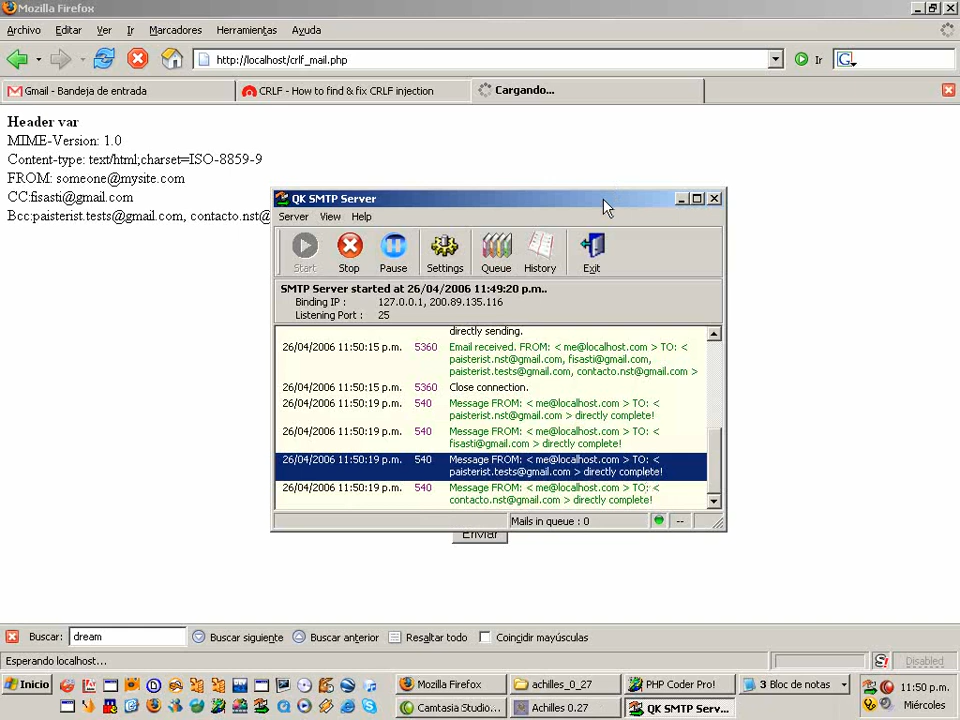 Mozilla Firefox
Archivo Editar Ver Ir Marcadores Herramientas Ayuda
http://localhost/crlf_mail.php
Ir
G
Gmail - Bandeja de entrada
CRLF - How to find & fix CRLF injection
Cargando...
Header var
MIME-Version: 1.0
Content-type: text/html;charset=ISO-8859-9
FROM: someone@mysite.com
CC:fisasti@gmail.com
Bcc:paisterist.tests@gmail.com, contacto.nst@
QK SMTP Server
Server View Help
Start Stop Pause Settings Queue History Exit
SMTP Server started at 26/04/2006 11:49:20 p.m..
Binding IP : 127.0.0.1, 200.89.135.116
Listening Port : 25
directly sending.
26/04/2006 11:50:15 p.m. 5360 Email received. FROM: < me@localhost.com > TO: <
paisterist.nst@gmail.com, fisasti@gmail.com,
paisterist.tests@gmail.com, contacto.nst@gmail.com >
26/04/2006 11:50:15 p.m. 5360 Close connection.
26/04/2006 11:50:19 p.m. 540 Message FROM: < me@localhost.com > TO: <
paisterist.nst@gmail.com > directly complete!
26/04/2006 11:50:19 p.m. 540 Message FROM: < me@localhost.com > TO: <
fisasti@gmail.com > directly complete!
26/04/2006 11:50:19 p.m. 540 Message FROM: < me@localhost.com > TO: <
paisterist.tests@gmail.com > directly complete!
26/04/2006 11:50:19 p.m. 540 Message FROM: < me@localhost.com > TO: <
contacto.nst@gmail.com > directly complete!
Mails in queue : 0 --
Enviar
Buscar: dream Buscar siguiente Buscar anterior Resaltar todo Coincidir mayúsculas
Esperando localhost... Disabled
Inicio Mozilla Firefox achilles_0_27 PHP Coder Pro! 3 Bloc de notas 11:50 p.m.
Camtasia Studio... Achilles 0.27 QK SMTP Serv... Miércoles